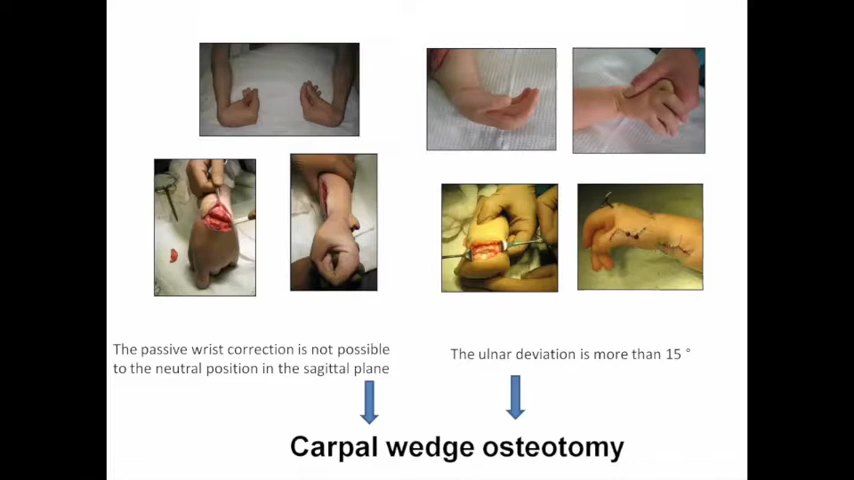 The passive wrist correction is not possible
to the neutral position in the sagittal plane
The ulnar deviation is more than 15 °
Carpal wedge osteotomy